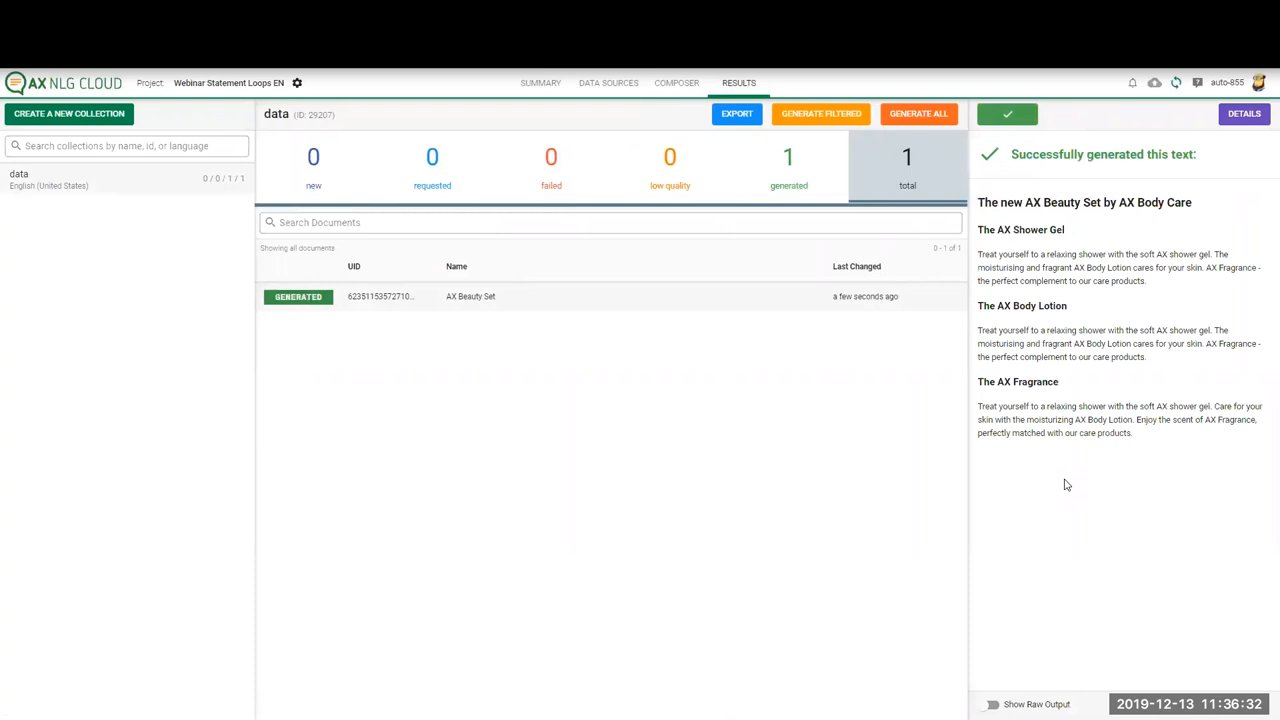 AX NLG CLOUD
Project: Webinar Statement Loops EN
SUMMARY
DATA SOURCES
COMPOSER
RESULTS
auto-855
CREATE A NEW COLLECTION
Search collections by name, id, or language
data
English (United States)
0 / 0 / 1 / 1
data (ID: 29207)
EXPORT
GENERATE FILTERED
GENERATE ALL
0
new
0
requested
0
failed
0
low quality
1
generated
1
total
Search Documents
Showing all documents
0 - 1 of 1
UID
Name
Last Changed
GENERATED
62351153572710...
AX Beauty Set
a few seconds ago
DETAILS
Successfully generated this text:
The new AX Beauty Set by AX Body Care
The AX Shower Gel
Treat yourself to a relaxing shower with the soft AX shower gel. The
moisturising and fragrant AX Body Lotion cares for your skin. AX Fragrance -
the perfect complement to our care products.
The AX Body Lotion
Treat yourself to a relaxing shower with the soft AX shower gel. The
moisturising and fragrant AX Body Lotion cares for your skin. AX Fragrance -
the perfect complement to our care products.
The AX Fragrance
Treat yourself to a relaxing shower with the soft AX shower gel. Care for your
skin with the moisturizing AX Body Lotion. Enjoy the scent of AX Fragrance,
perfectly matched with our care products.
Show Raw Output
2019-12-13 11:36:32